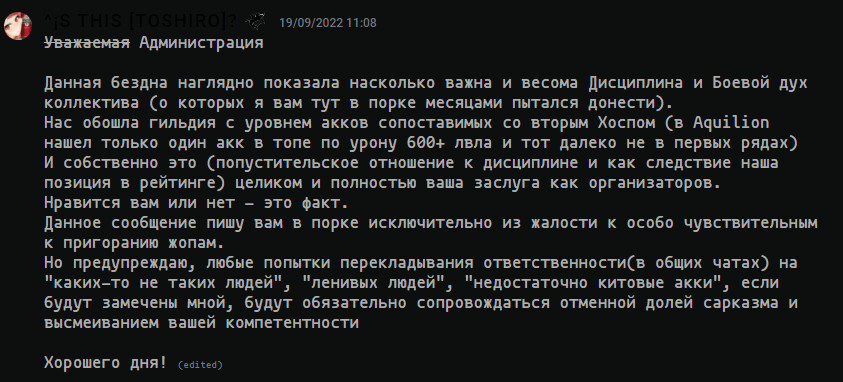 ^¡S THIS [TOSHIRO]? 19/09/2022 11:08
Уважаемая Администрация
Данная бездна наглядно показала насколько важна и весома Дисциплина и Боевой дух
коллектива (о которых я вам тут в порке месяцами пытался донести).
Нас обошла гильдия с уровнем акков сопоставимых со вторым Хоспом (в Aquilion
нашел только один акк в топе по урону 600+ лвла и тот далеко не в первых рядах)
И собственно это (попустительское отношение к дисциплине и как следствие наша
позиция в рейтинге) целиком и полностью ваша заслуга как организаторов.
Нравится вам или нет – это факт.
Данное сообщение пишу вам в порке исключительно из жалости к особо чувствительным
к пригоранию жопам.
Но предупреждаю, любые попытки перекладывания ответственности(в общих чатах) на
"каких-то не таких людей", "ленивых людей", "недостаточно китовые акки", если
будут замечены мной, будут обязательно сопровождаться отменной долей сарказма и
высмеиванием вашей компетентности
Хорошего дня! (edited)